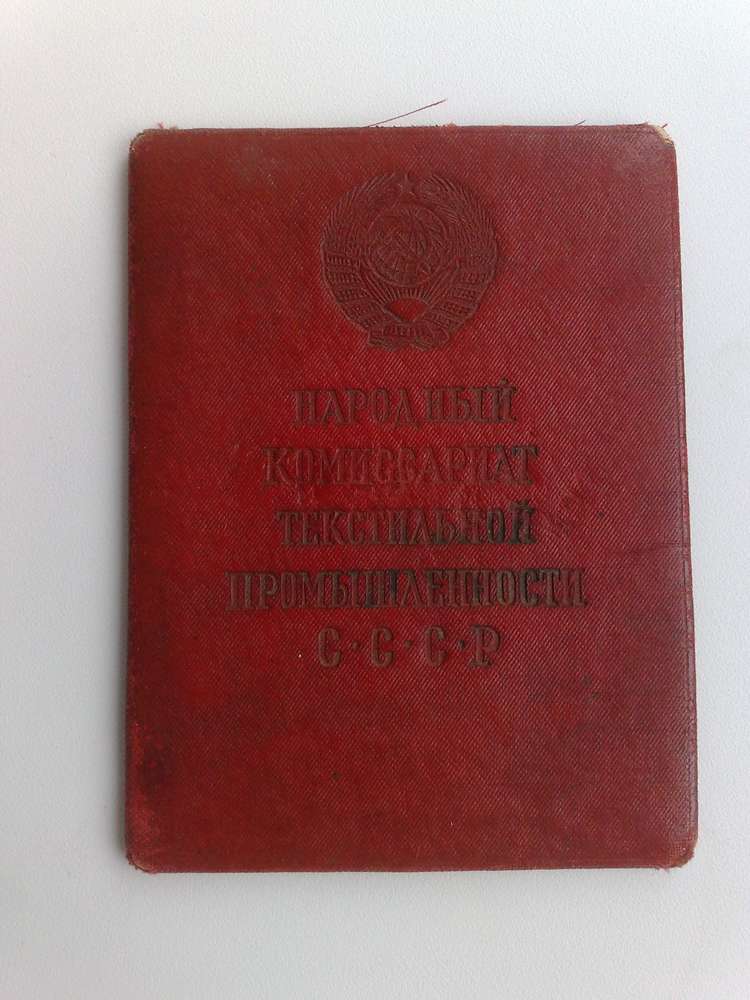 НАРОДНЫЙ
КОМИССАРИАТ
ТЕКСТИЛЬНОЙ
ПРОМЫШЛЕННОСТИ
С·С·С·Р